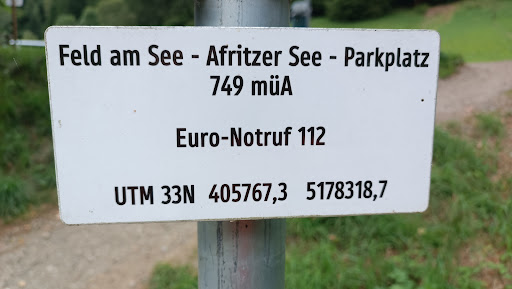 Feld am See - Afritzer See - Parkplatz
749 müA
Euro-Notruf 112
UTM 33N 405767,3 5178318,7